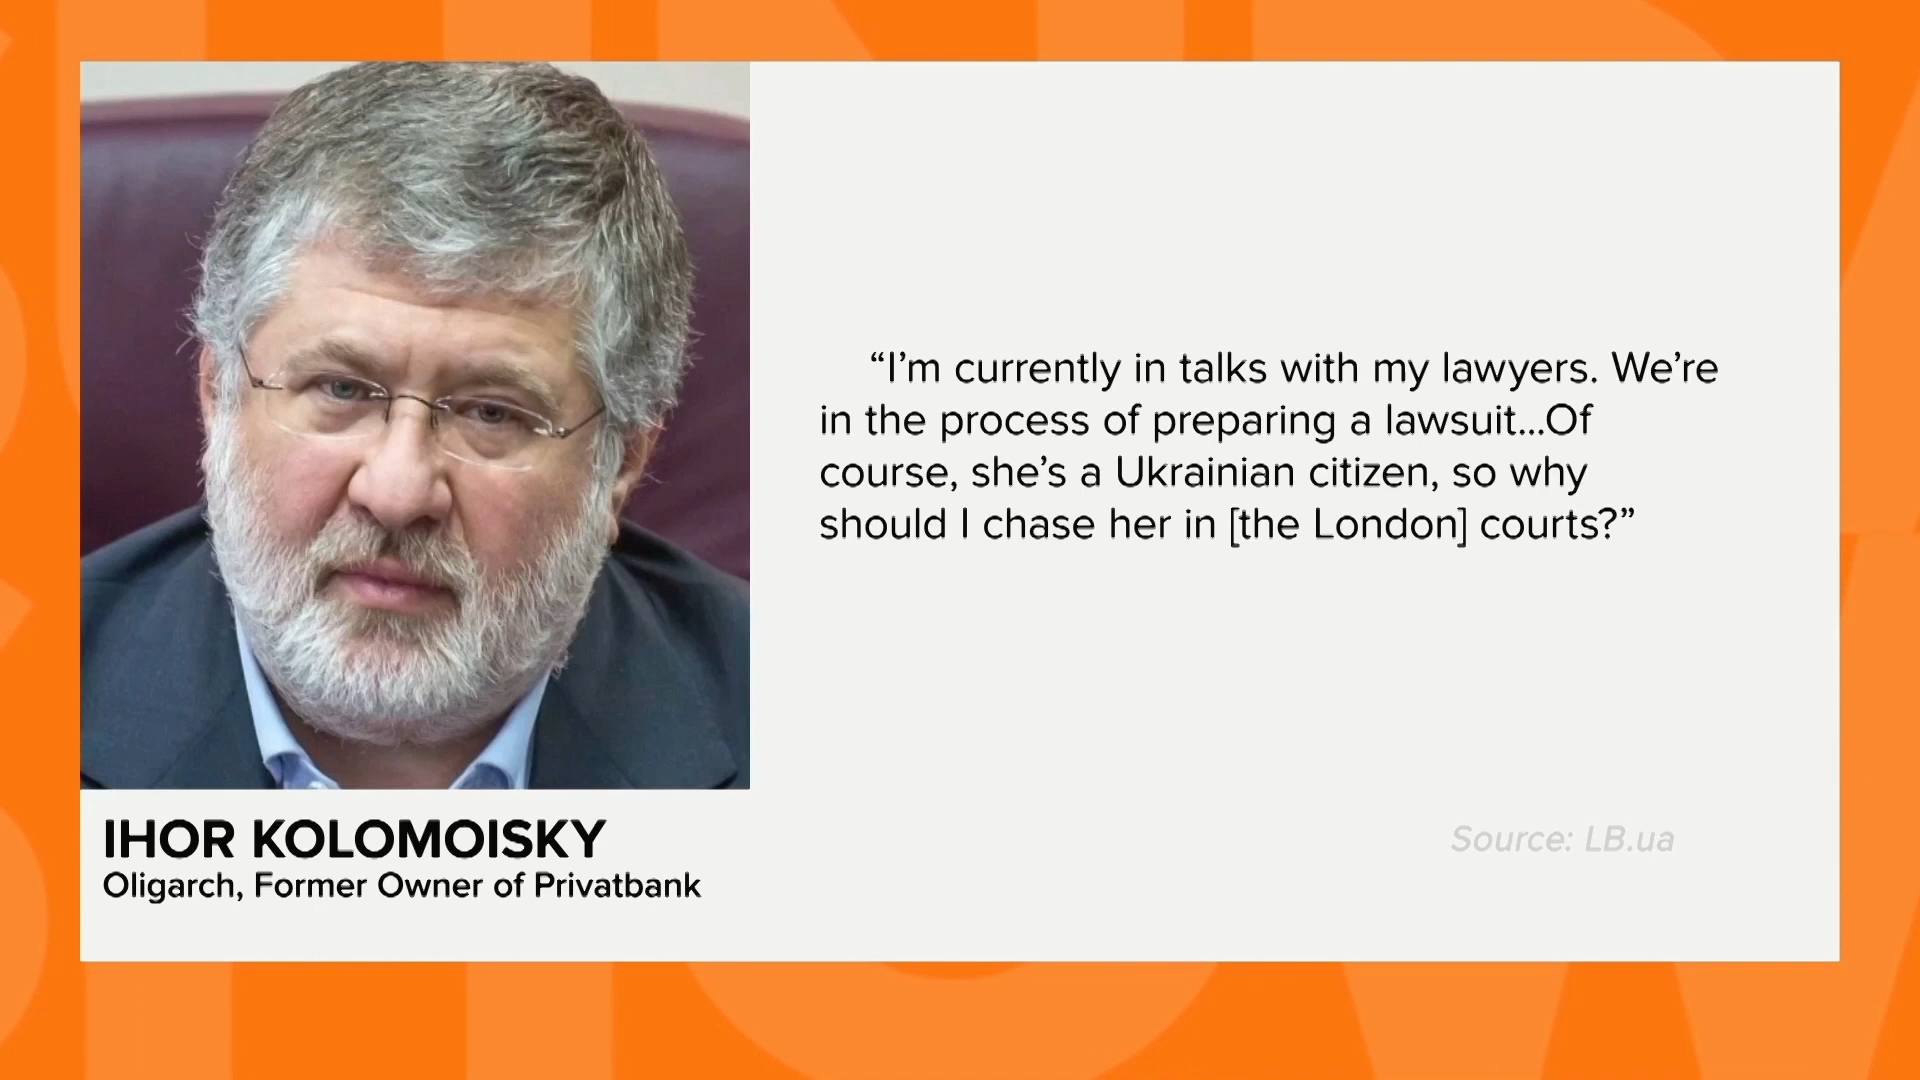 “I’m currently in talks with my lawyers. We’re
in the process of preparing a lawsuit...Of
course, she’s a Ukrainian citizen, so why
should I chase her in [the London] courts?”
IHOR KOLOMOISKY
Oligarch, Former Owner of Privatbank
Source: LB.ua